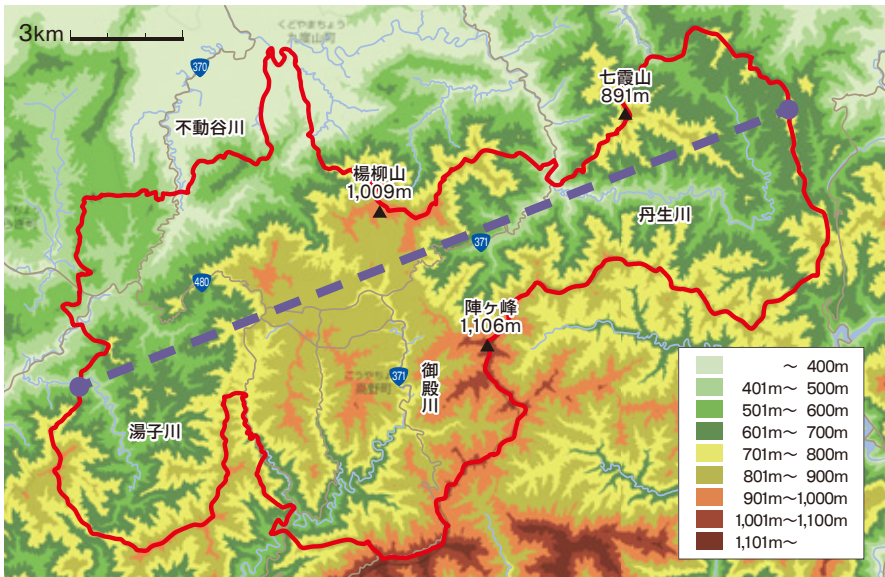 3km
くどやまちょう
九度山町
370
七霞山
891m
不動谷川
楊柳山
1,009m
丹生川
371
480
陣ヶ峰
1,106m
御殿川
こうやちょう
高野町
371
湯子川
～ 400m
401m～ 500m
501m～ 600m
601m～ 700m
701m～ 800m
801m～ 900m
901m～1,000m
1,001m～1,100m
1,101m～